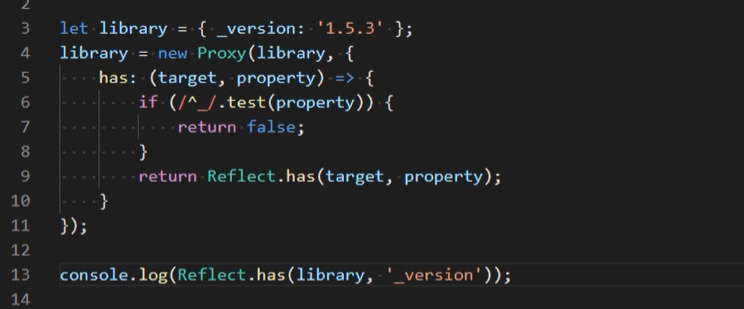 2
3 let library = { _version: '1.5.3' };
4 library = new Proxy(library, {
5     has: (target, property) => {
6         if (/^_/.test(property)) {
7             return false;
8         }
9         return Reflect.has(target, property);
10     }
11 });
12
13 console.log(Reflect.has(library, '_version'));
14